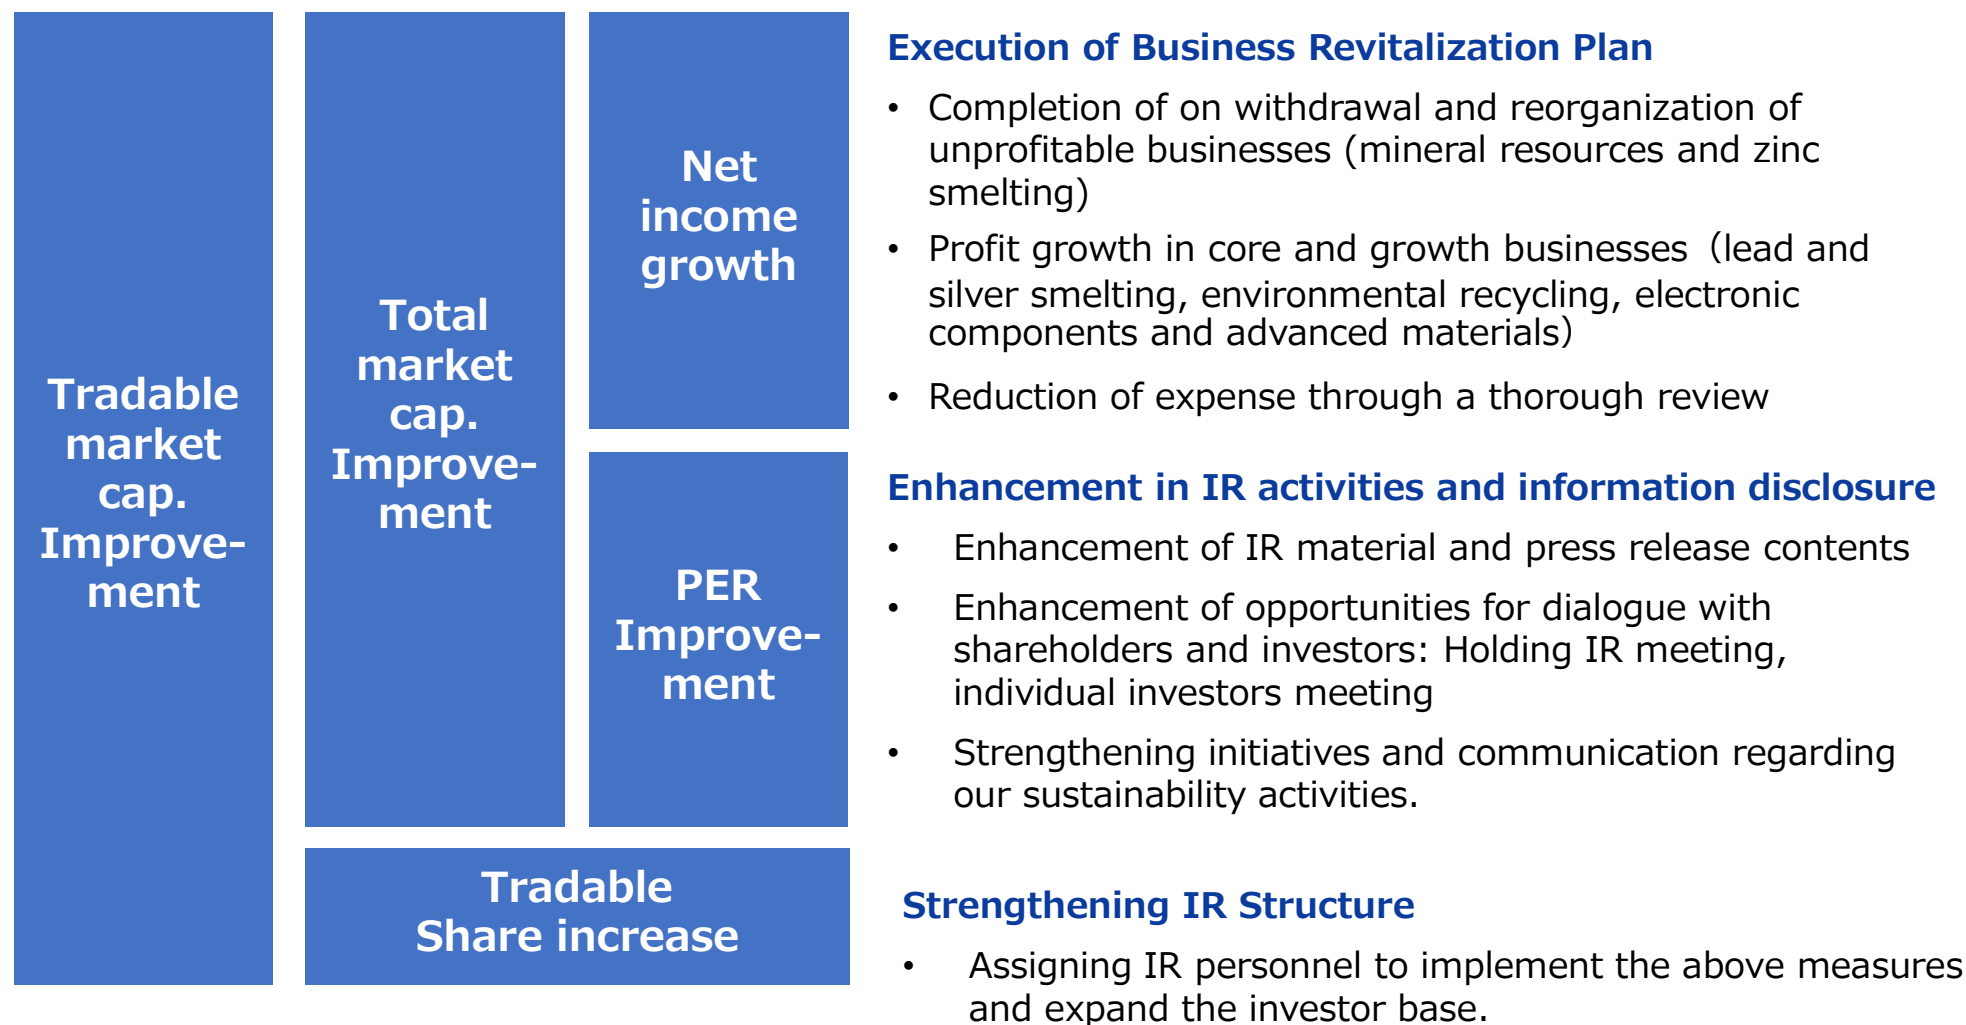 Tradable
market
cap.
Improve-
ment
Total
market
cap.
Improve-
ment
Net
income
growth
PER
Improve-
ment
Tradable
Share increase
Execution of Business Revitalization Plan
• Completion of on withdrawal and reorganization of
unprofitable businesses (mineral resources and zinc
smelting)
• Profit growth in core and growth businesses（lead and
silver smelting, environmental recycling, electronic
components and advanced materials）
• Reduction of expense through a thorough review
Enhancement in IR activities and information disclosure
• Enhancement of IR material and press release contents
• Enhancement of opportunities for dialogue with
shareholders and investors: Holding IR meeting,
individual investors meeting
• Strengthening initiatives and communication regarding
our sustainability activities.
Strengthening IR Structure
• Assigning IR personnel to implement the above measures
and expand the investor base.